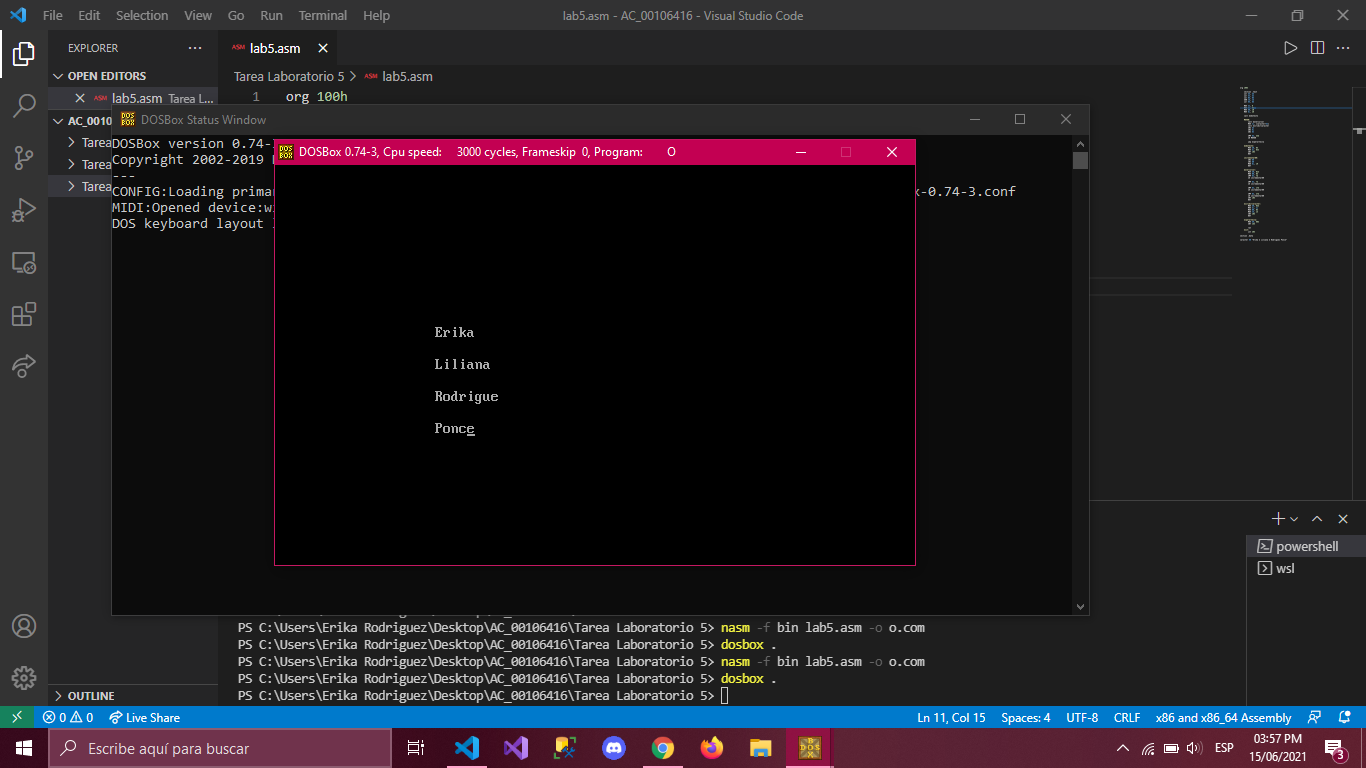 File Edit Selection View Go Run Terminal Help
lab5.asm - AC_00106416 - Visual Studio Code
EXPLORER
ASM lab5.asm
OPEN EDITORS
ASM lab5.asm Tarea L...
AC_0010
Tarea
Tarea
Tarea
Tarea Laboratorio 5 > ASM lab5.asm
1 org 100h
DOSBox Status Window
DOSBox version 0.74-
Copyright 2002-2019
---
CONFIG:Loading prima x-0.74-3.conf
MIDI:Opened device:w
DOS keyboard layout
DOSBox 0.74-3, Cpu speed: 3000 cycles, Frameskip 0, Program: O
Erika
Liliana
Rodrigue
Ponce
powershell
wsl
PS C:\Users\Erika Rodriguez\Desktop\AC_00106416\Tarea Laboratorio 5> nasm -f bin lab5.asm -o o.com
PS C:\Users\Erika Rodriguez\Desktop\AC_00106416\Tarea Laboratorio 5> dosbox .
PS C:\Users\Erika Rodriguez\Desktop\AC_00106416\Tarea Laboratorio 5> nasm -f bin lab5.asm -o o.com
PS C:\Users\Erika Rodriguez\Desktop\AC_00106416\Tarea Laboratorio 5> dosbox .
PS C:\Users\Erika Rodriguez\Desktop\AC_00106416\Tarea Laboratorio 5>
OUTLINE
0 0 Live Share
Ln 11, Col 15 Spaces: 4 UTF-8 CRLF x86 and x86_64 Assembly
Escribe aquí para buscar
ESP
03:57 PM
15/06/2021
3